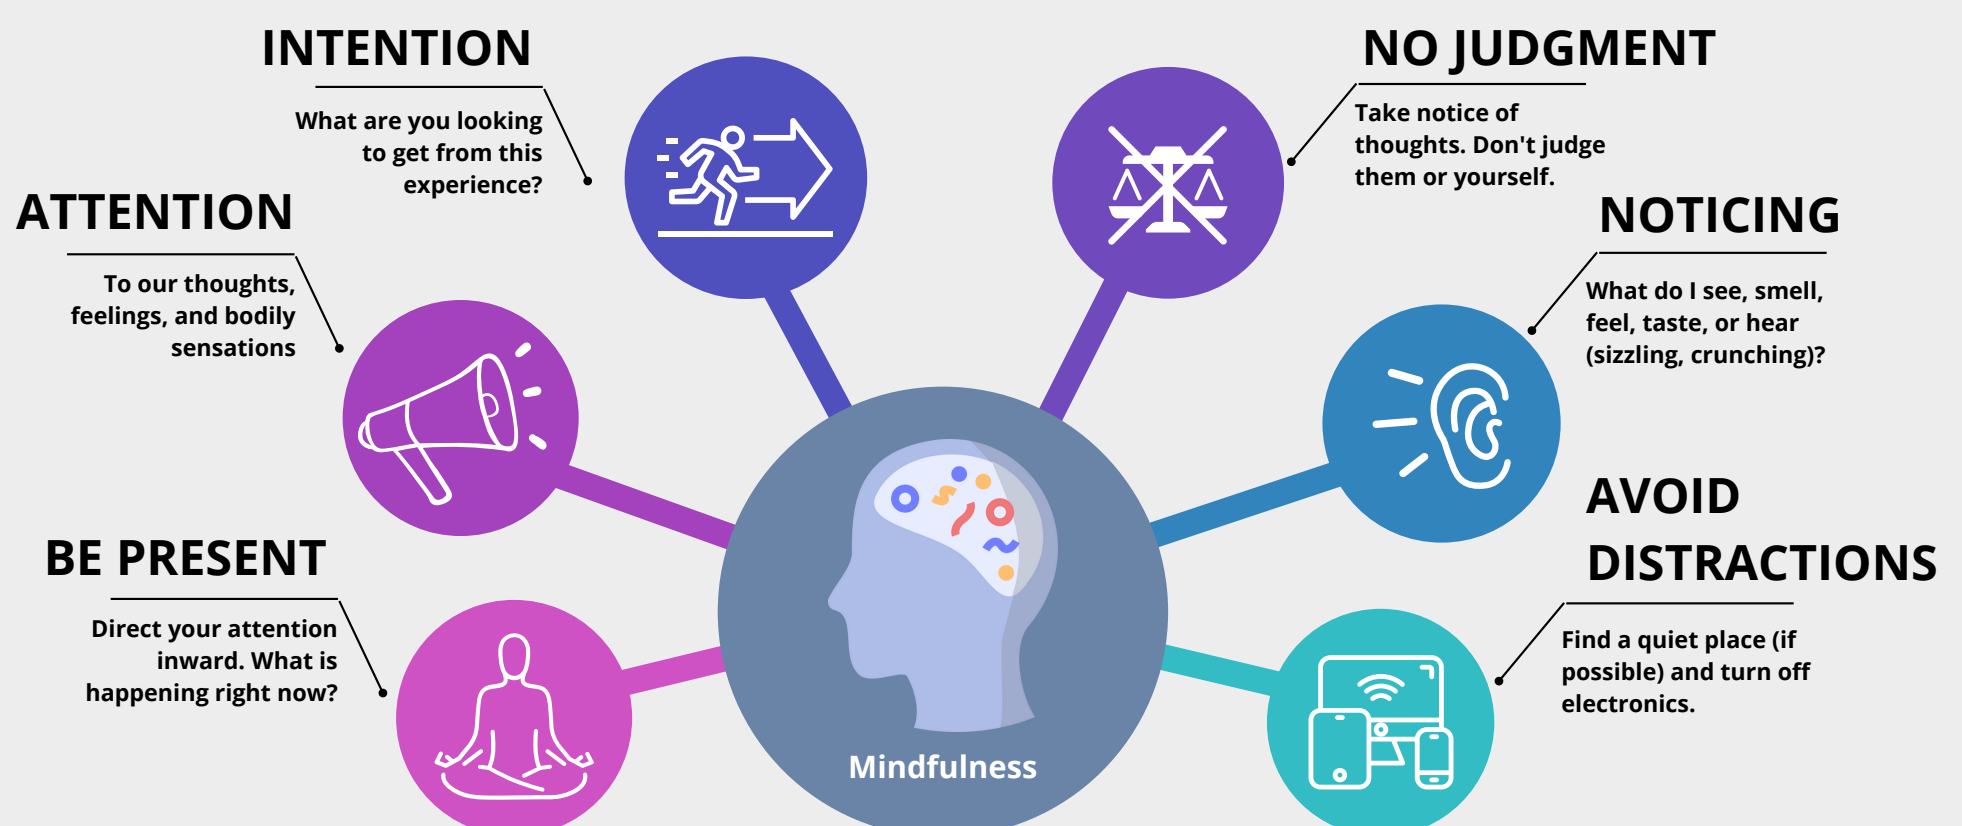 INTENTION
What are you looking
to get from this
experience?
NO JUDGMENT
Take notice of
thoughts. Don't judge
them or yourself.
ATTENTION
To our thoughts,
feelings, and bodily
sensations
NOTICING
What do I see, smell,
feel, taste, or hear
(sizzling, crunching)?
BE PRESENT
Direct your attention
inward. What is
happening right now?
AVOID
DISTRACTIONS
Find a quiet place (if
possible) and turn off
electronics.
Mindfulness